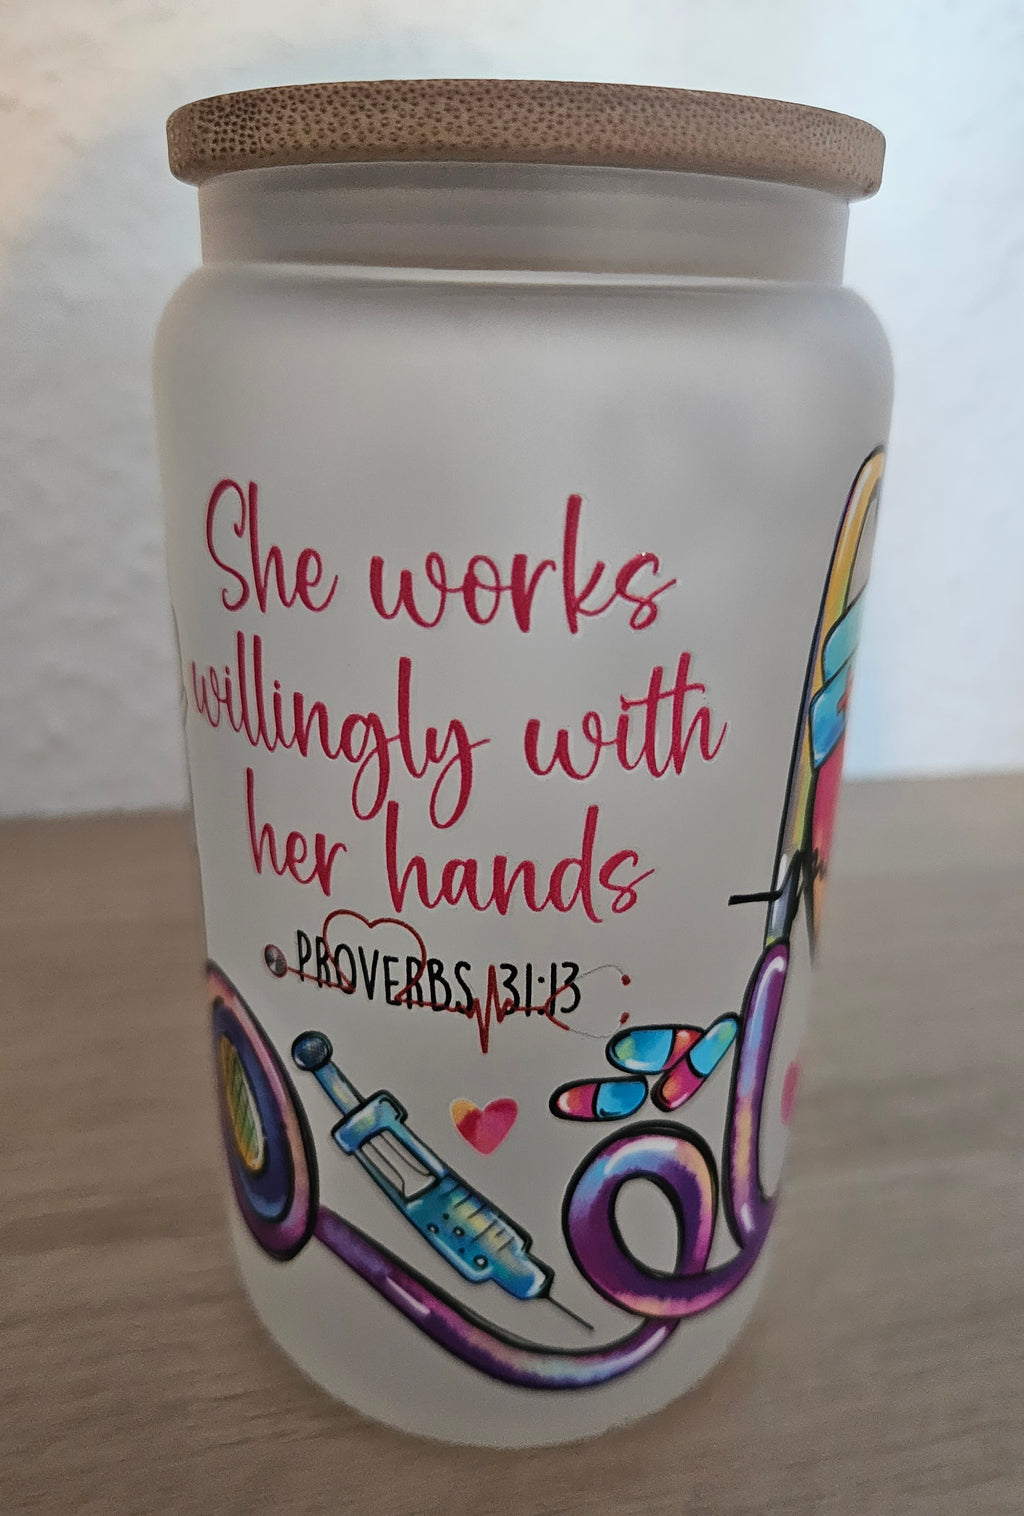 She works
willingly with
her hands
PROVERBS 31:13